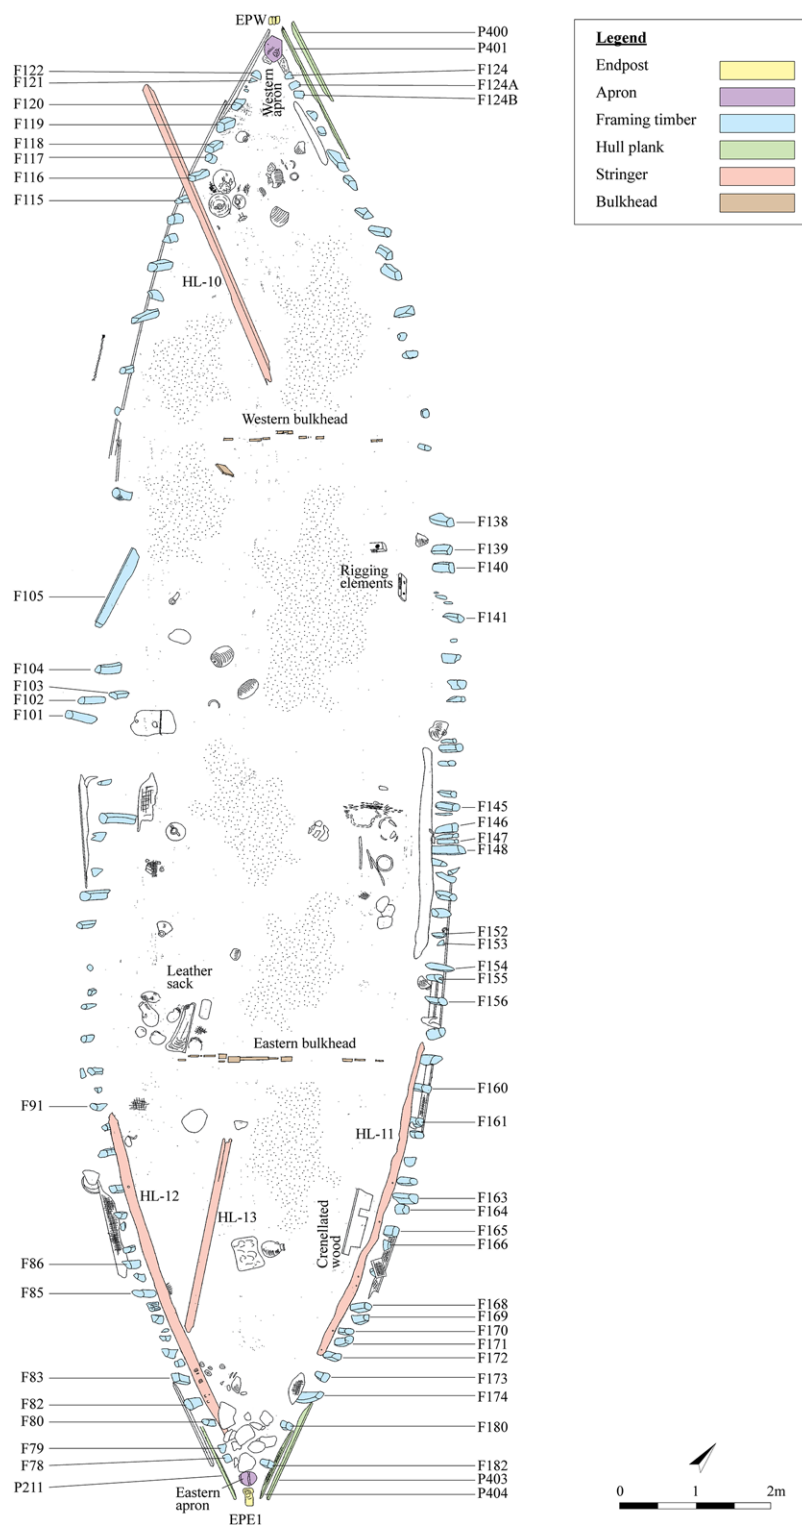 EPW
P400
P401
F122
F121
F120
F119
F118
F117
F116
F115
Western
apron
F124
F124A
F124B
HL-10
Western bulkhead
F138
F139
F140
F141
Rigging
elements
F105
F104
F103
F102
F101
F145
F146
F147
F148
F152
F153
F154
F155
F156
Leather
sack
Eastern bulkhead
F91
F160
F161
HL-11
HL-12
HL-13
Crenellated
wood
F163
F164
F165
F166
F86
F85
F168
F169
F170
F171
F172
F173
F174
F83
F82
F80
F79
F78
P211
F180
F182
P403
P404
Eastern
apron
EPE1
Legend
Endpost
Apron
Framing timber
Hull plank
Stringer
Bulkhead
0 1 2m